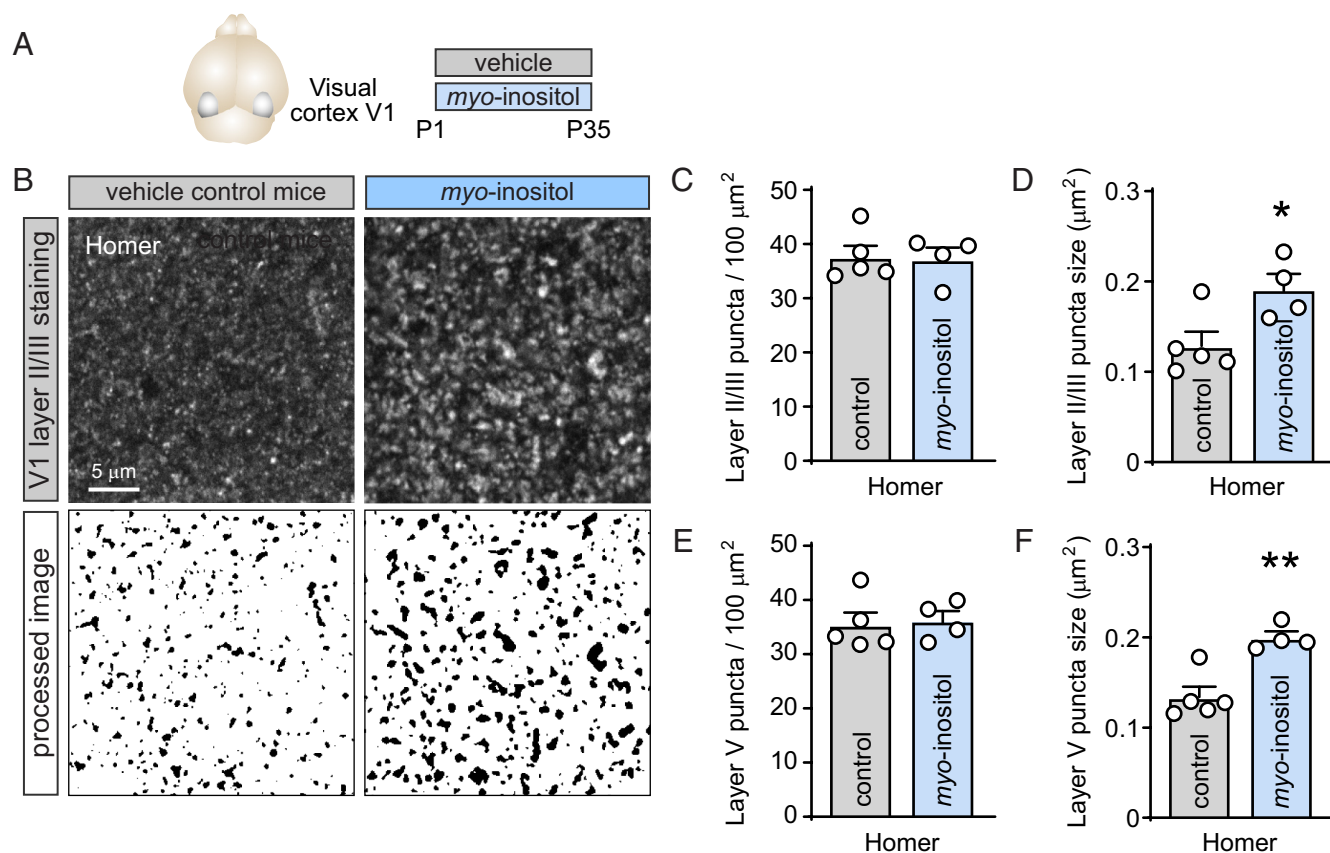 A
Visual
cortex V1
vehicle
myo-inositol
P1
P35
B
vehicle control mice
myo-inositol
V1 layer II/III staining
Homer
control mice
5 μm
processed image
C
Layer II/III puncta / 100 μm²
50
40
30
20
10
0
control
myo-inositol
Homer
D
Layer II/III puncta size (μm²)
0.3
0.2
0.1
0
*
control
myo-inositol
Homer
E
Layer V puncta / 100 μm²
50
40
30
20
10
0
control
myo-inositol
Homer
F
Layer V puncta size (μm²)
0.3
0.2
0.1
0
**
control
myo-inositol
Homer